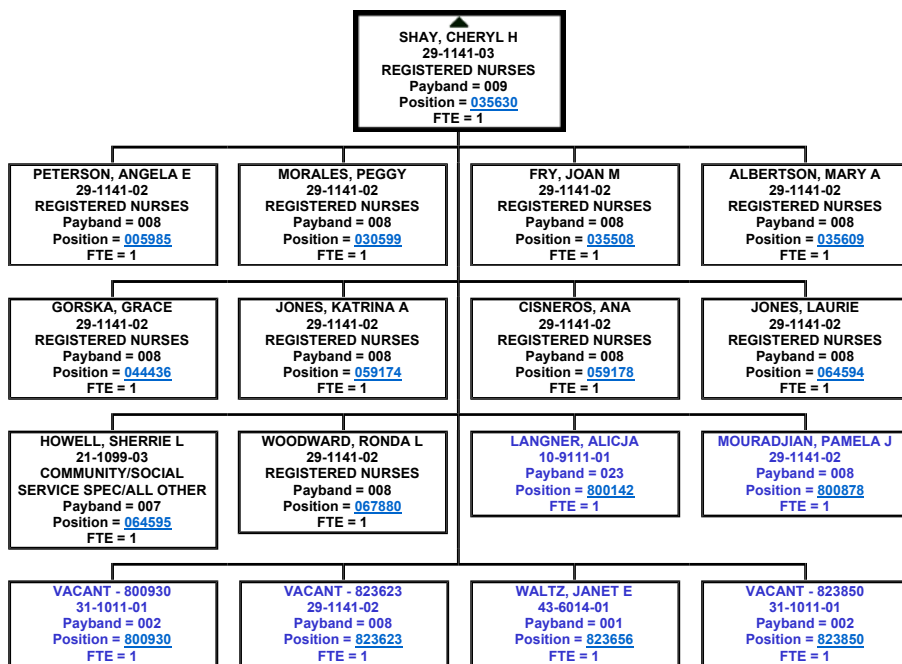 SHAY, CHERYL H
29-1141-03
REGISTERED NURSES
Payband = 009
Position = 035630
FTE = 1
PETERSON, ANGELA E
29-1141-02
REGISTERED NURSES
Payband = 008
Position = 005985
FTE = 1
MORALES, PEGGY
29-1141-02
REGISTERED NURSES
Payband = 008
Position = 030599
FTE = 1
FRY, JOAN M
29-1141-02
REGISTERED NURSES
Payband = 008
Position = 035508
FTE = 1
ALBERTSON, MARY A
29-1141-02
REGISTERED NURSES
Payband = 008
Position = 035609
FTE = 1
GORSKA, GRACE
29-1141-02
REGISTERED NURSES
Payband = 008
Position = 044436
FTE = 1
JONES, KATRINA A
29-1141-02
REGISTERED NURSES
Payband = 008
Position = 059174
FTE = 1
CISNEROS, ANA
29-1141-02
REGISTERED NURSES
Payband = 008
Position = 059178
FTE = 1
JONES, LAURIE
29-1141-02
REGISTERED NURSES
Payband = 008
Position = 064594
FTE = 1
HOWELL, SHERRIE L
21-1099-03
COMMUNITY/SOCIAL
SERVICE SPEC/ALL OTHER
Payband = 007
Position = 064595
FTE = 1
WOODWARD, RONDA L
29-1141-02
REGISTERED NURSES
Payband = 008
Position = 067880
FTE = 1
LANGNER, ALICJA
10-9111-01
Payband = 023
Position = 800142
FTE = 1
MOURADJIAN, PAMELA J
29-1141-02
Payband = 008
Position = 800878
FTE = 1
VACANT - 800930
31-1011-01
Payband = 002
Position = 800930
FTE = 1
VACANT - 823623
29-1141-02
Payband = 008
Position = 823623
FTE = 1
WALTZ, JANET E
43-6014-01
Payband = 001
Position = 823656
FTE = 1
VACANT - 823850
31-1011-01
Payband = 002
Position = 823850
FTE = 1